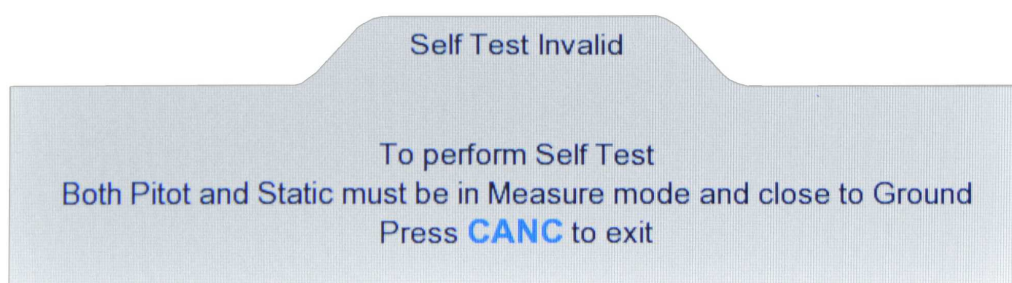 Self Test Invalid
To perform Self Test
Both Pitot and Static must be in Measure mode and close to Ground
Press CANC to exit